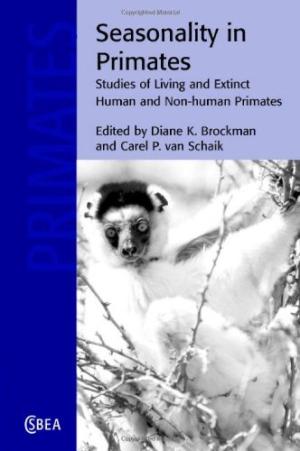 PRIMATES
Seasonality in
Primates
Studies of Living and Extinct
Human and Non-human Primates
Edited by Diane K. Brockman
and Carel P. van Schaik
CSBEA